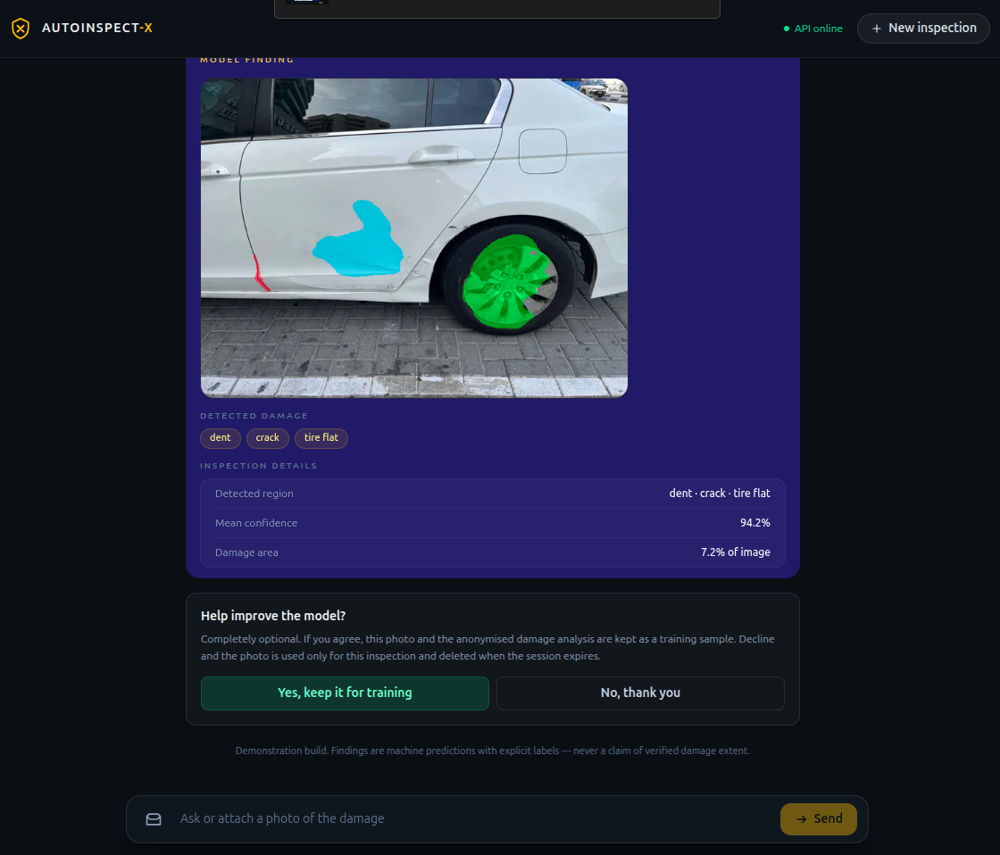 AUTOINSPECT-X
API online
New inspection
MODEL FINDING
DETECTED DAMAGE
dent
crack
tire flat
INSPECTION DETAILS
Detected region
dent · crack · tire flat
Mean confidence
94.2%
Damage area
7.2% of image
Help improve the model?
Completely optional. If you agree, this photo and the anonymised damage analysis are kept as a training sample. Decline
and the photo is used only for this inspection and deleted when the session expires.
Yes, keep it for training
No, thank you
Demonstration build. Findings are machine predictions with explicit labels — never a claim of verified damage extent.
Ask or attach a photo of the damage
Send